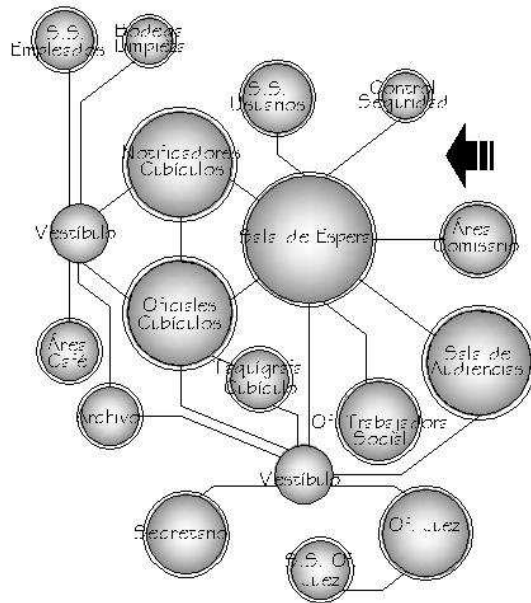 S.S.
Empleados
Bodega
Limpieza
S.S.
Usuarios
Control
Seguridad
Notificadores
Cubículos
Vestíbulo
Sala de Espera
Área
Comisario
Oficiales
Cubículos
Área
Café
Taquígrafa
Cubículo
Sala de
Audiencias
Archivo
Of. Trabajadora
Social
Vestíbulo
Secretario
Of. Juez
S.S. Of.
Juez